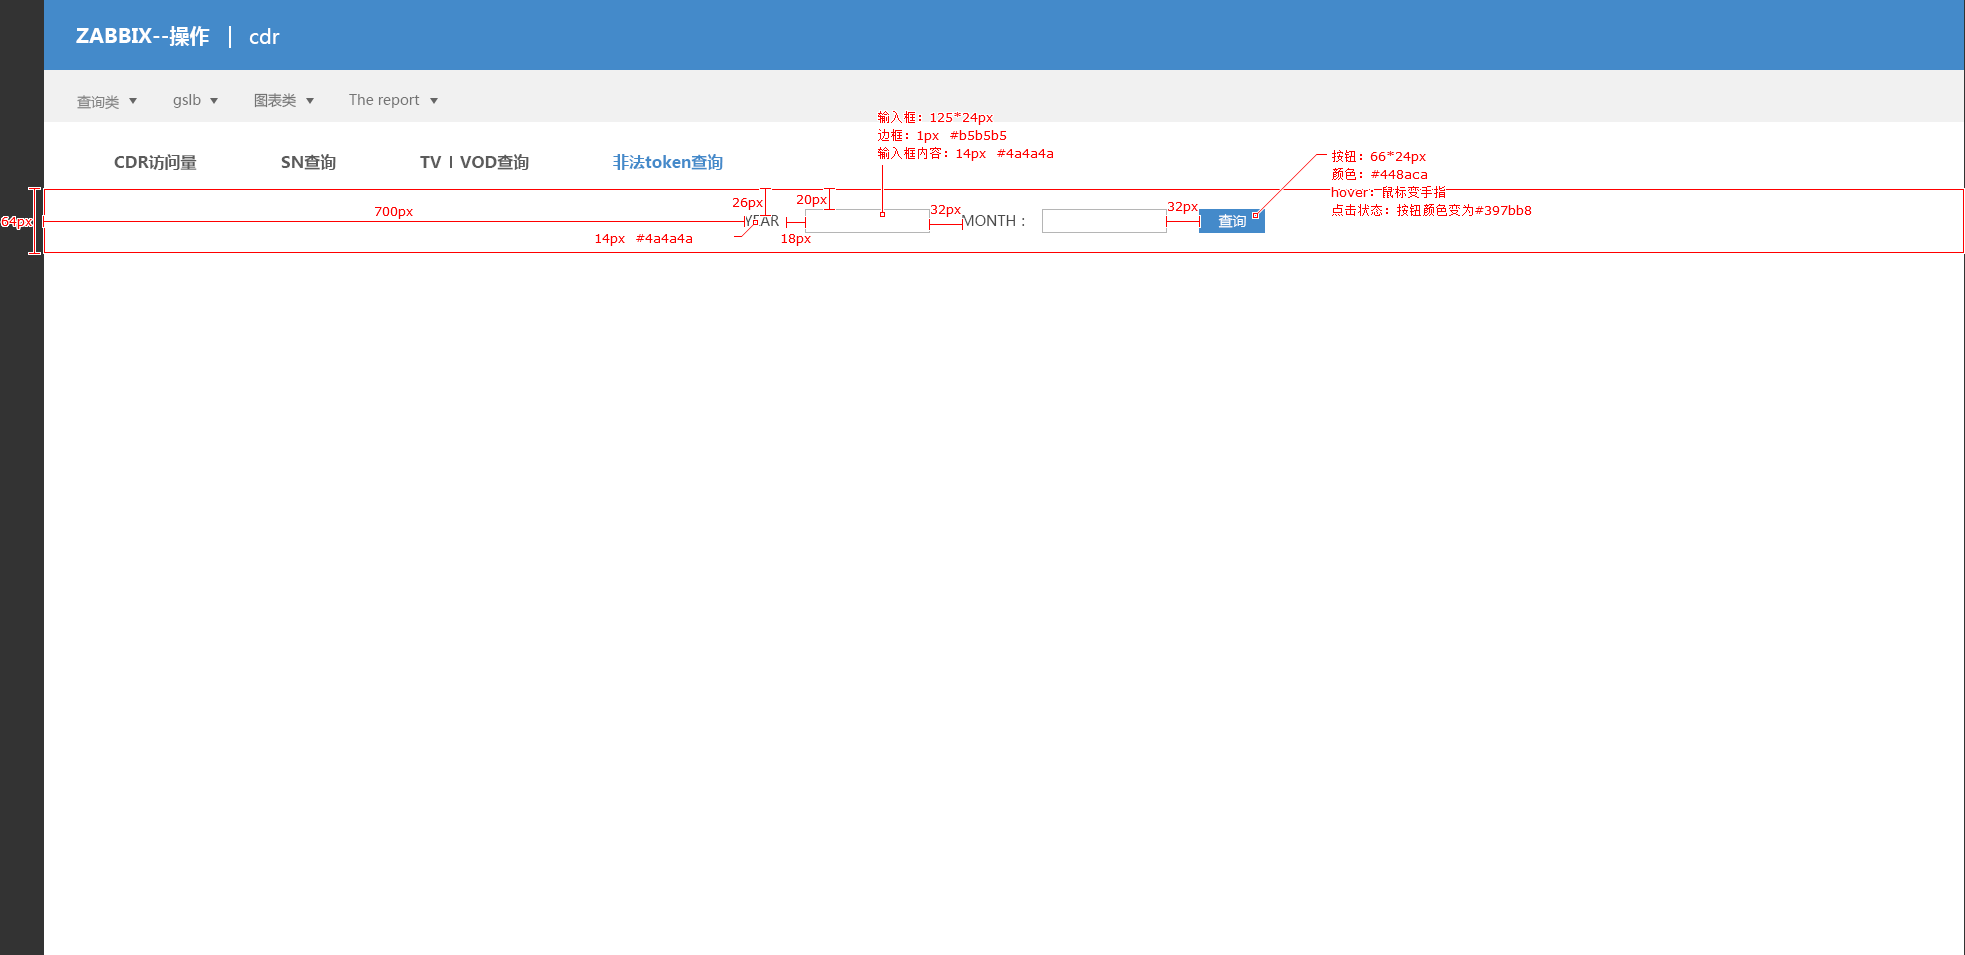 ZABBIX--操作 | cdr
查询类 gslb 图表类 The report
输入框：125*24px
边框：1px #b5b5b5
输入框内容：14px #4a4a4a
CDR访问量 SN查询 TV I VOD查询 非法token查询
按钮：66*24px
颜色：#448aca
hover：鼠标变手指
点击状态：按钮颜色变为#397bb8
64px
700px
26px
20px
32px
32px
YEAR
MONTH：
查询
14px #4a4a4a
18px